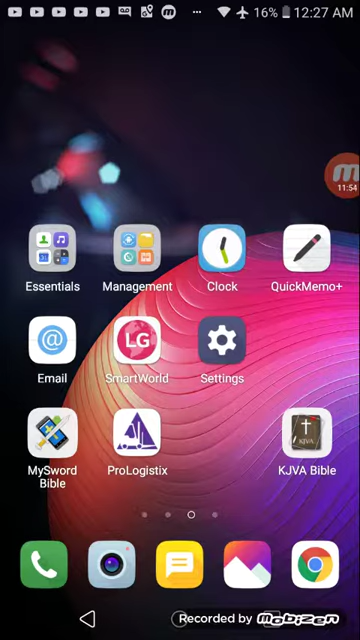 16% 12:27 AM
11:54
Essentials Management Clock QuickMemo+
@ LG
Email SmartWorld Settings
KJVA
MySword Bible ProLogistix KJVA Bible
Recorded by Mobizen